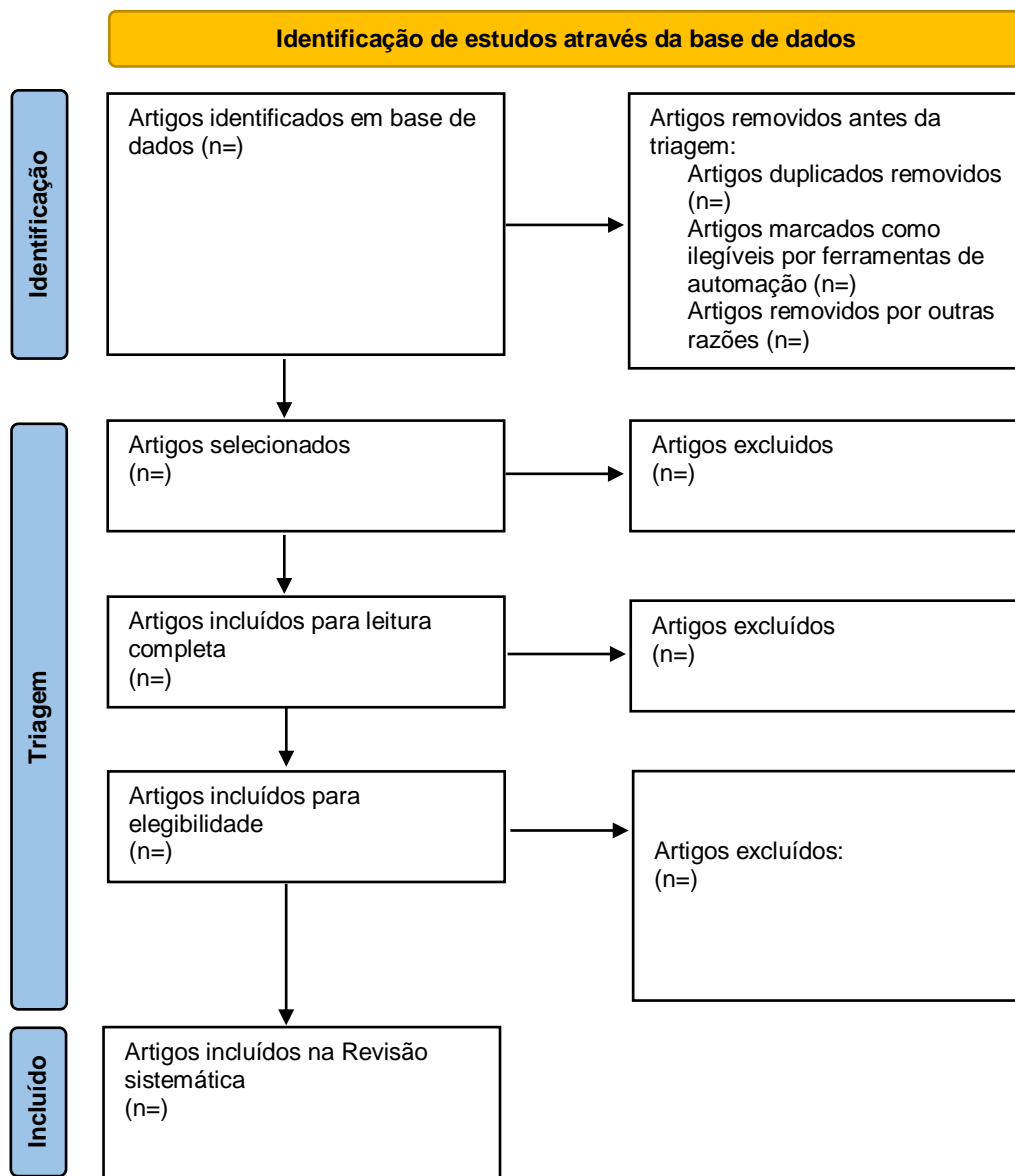 Identificação de estudos através da base de dados
Identificação
Artigos identificados em base de
dados (n=)
Artigos removidos antes da
triagem:
Artigos duplicados removidos
(n=)
Artigos marcados como
ilegíveis por ferramentas de
automação (n=)
Artigos removidos por outras
razões (n=)
Triagem
Artigos selecionados
(n=)
Artigos excluidos
(n=)
Artigos incluídos para leitura
completa
(n=)
Artigos excluídos
(n=)
Artigos incluídos para
elegibilidade
(n=)
Artigos excluídos:
(n=)
Incluído
Artigos incluídos na Revisão
sistemática
(n=)